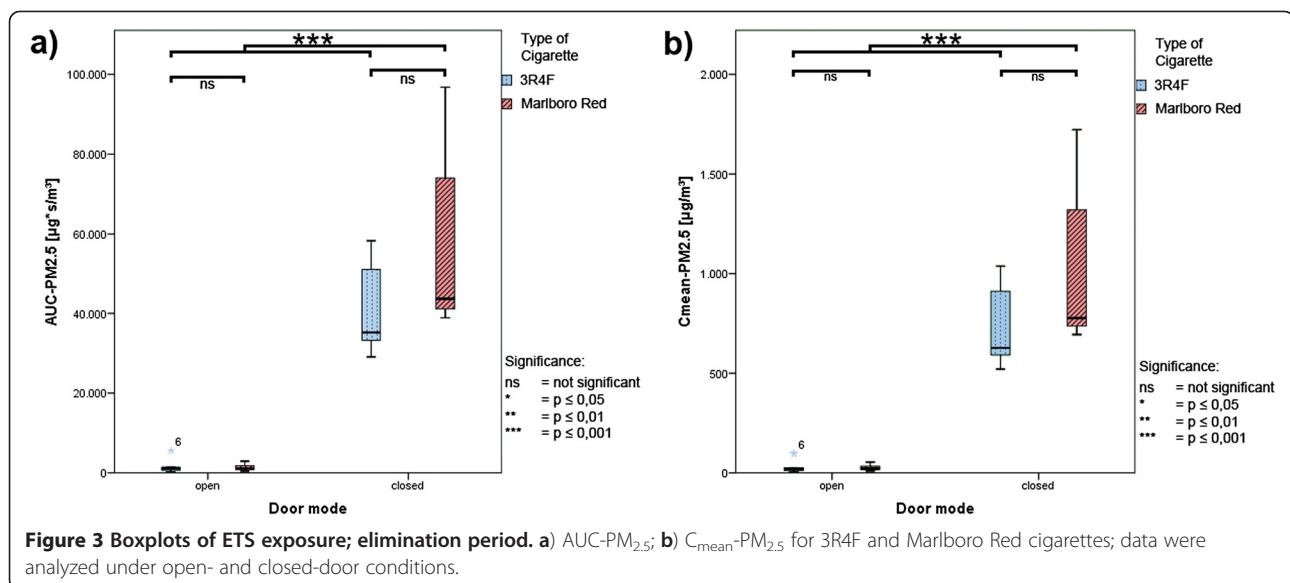 a)
***
ns
ns
Type of
Cigarette
3R4F
Marlboro Red
100.000
80.000
60.000
40.000
20.000
0
AUC-PM2.5 [µg*s/m³]
6
open
closed
Door mode
Significance:
ns = not significant
* = p ≤ 0,05
** = p ≤ 0,01
*** = p ≤ 0,001
b)
***
ns
ns
Type of
Cigarette
3R4F
Marlboro Red
2.000
1.500
1.000
500
0
Cmean-PM2.5 [µg/m³]
6
open
closed
Door mode
Significance:
ns = not significant
* = p ≤ 0,05
** = p ≤ 0,01
*** = p ≤ 0,001
Figure 3 Boxplots of ETS exposure; elimination period. a) AUC-PM2.5; b) Cmean-PM2.5 for 3R4F and Marlboro Red cigarettes; data were
analyzed under open- and closed-door conditions.